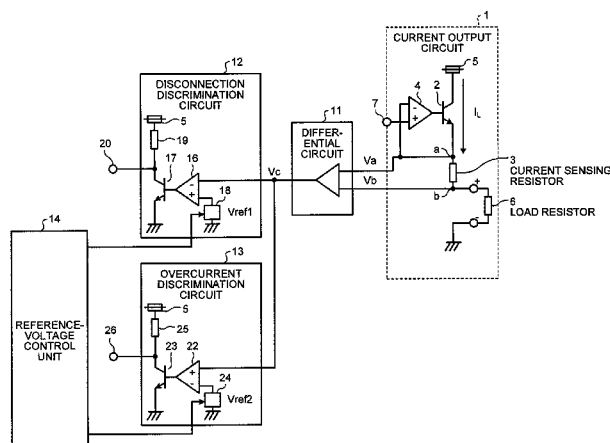 1
CURRENT OUTPUT
CIRCUIT
5
4
2
7
IL
a
3
CURRENT SENSING
RESISTOR
b
+
6
LOAD RESISTOR
-
12
DISCONNECTION
DISCRIMINATION
CIRCUIT
5
19
20
17
16
-
+
18
Vref1
11
DIFFER-
ENTIAL
CIRCUIT
Va
Vb
Vc
14
REFERENCE-
VOLTAGE
CONTROL
UNIT
13
OVERCURRENT
DISCRIMINATION
CIRCUIT
5
25
26
23
22
+
-
24
Vref2